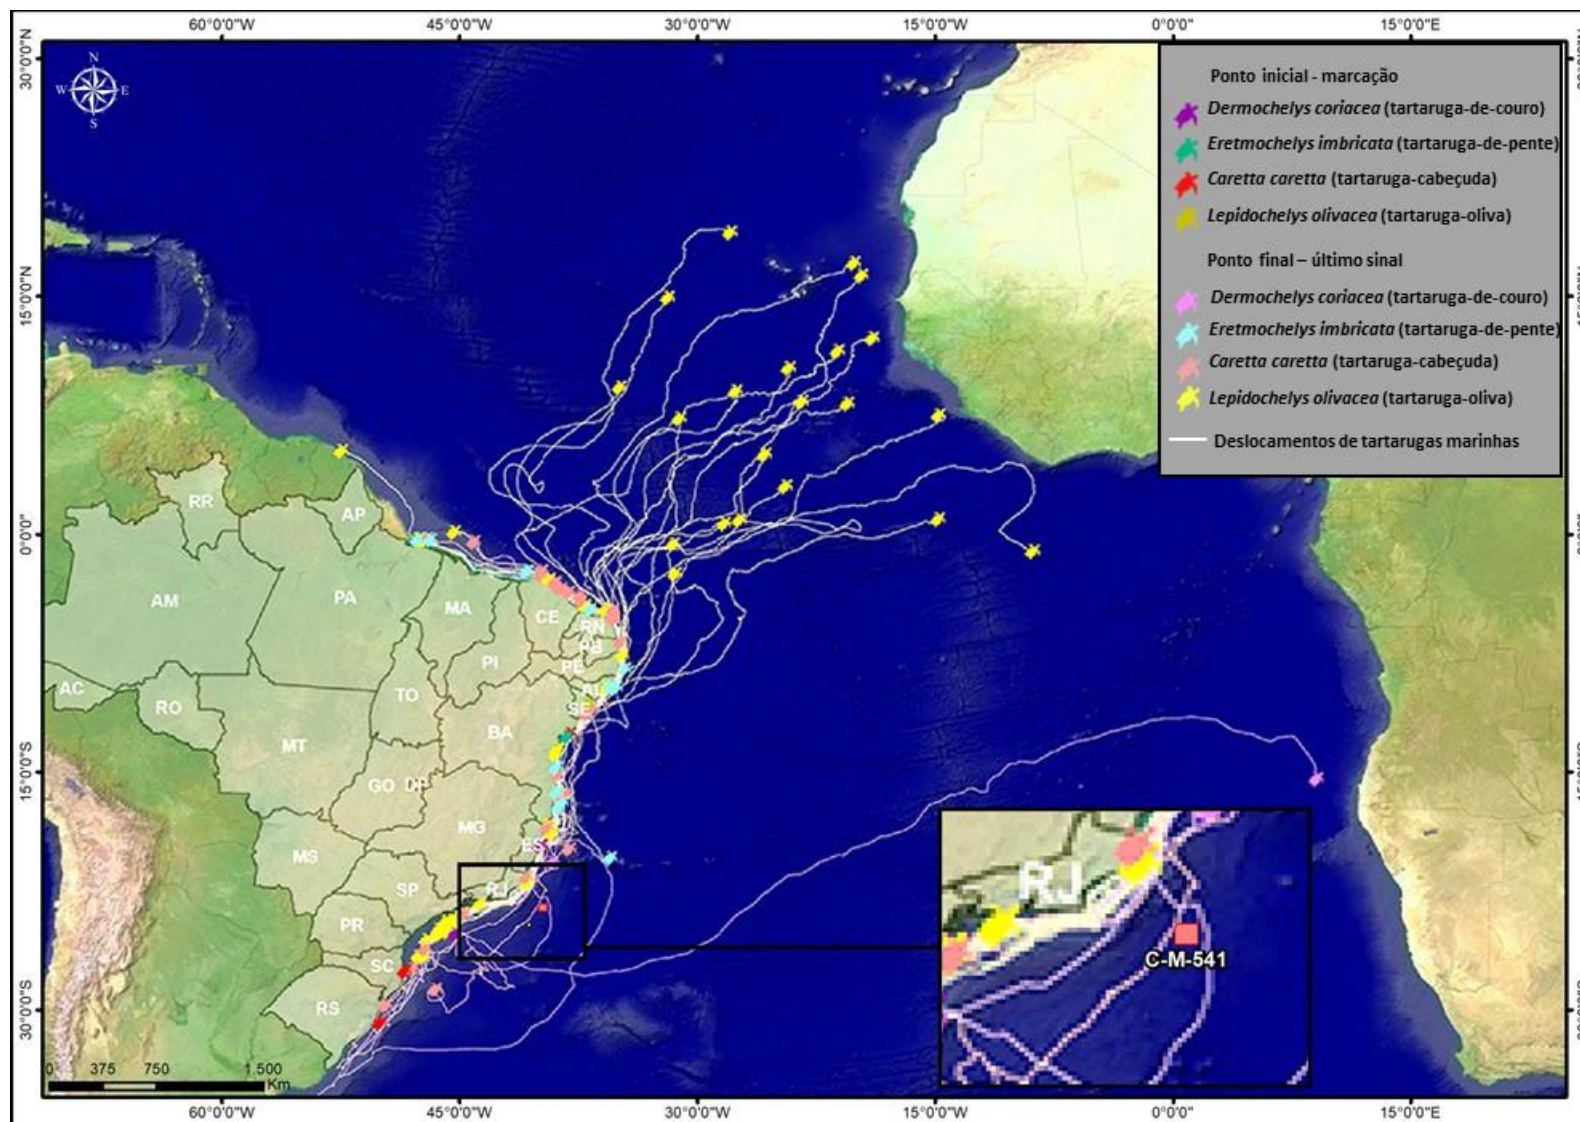 60°0'0"W 45°0'0"W 30°0'0"W 15°0'0"W 0°0'0" 15°0'0"E
30°0'0"N
15°0'0"N
0°0'0"
15°0'0"S
30°0'0"S
N
W E
S
Ponto inicial - marcação
Dermochelys coriacea (tartaruga-de-couro)
Eretmochelys imbricata (tartaruga-de-pente)
Caretta caretta (tartaruga-cabeçuda)
Lepidochelys olivacea (tartaruga-oliva)
Ponto final – último sinal
Dermochelys coriacea (tartaruga-de-couro)
Eretmochelys imbricata (tartaruga-de-pente)
Caretta caretta (tartaruga-cabeçuda)
Lepidochelys olivacea (tartaruga-oliva)
Deslocamentos de tartarugas marinhas
RR
AP
AM
PA
MA
CE
RN
PB
PI
PE
AC
TO
AL
RO
SE
BA
MT
GO DF
MG
MS
ES
SP
RJ
PR
SC
RS
RJ
C-M-541
0 375 750 1.500
Km
60°0'0"W 45°0'0"W 30°0'0"W 15°0'0"W 0°0'0" 15°0'0"E